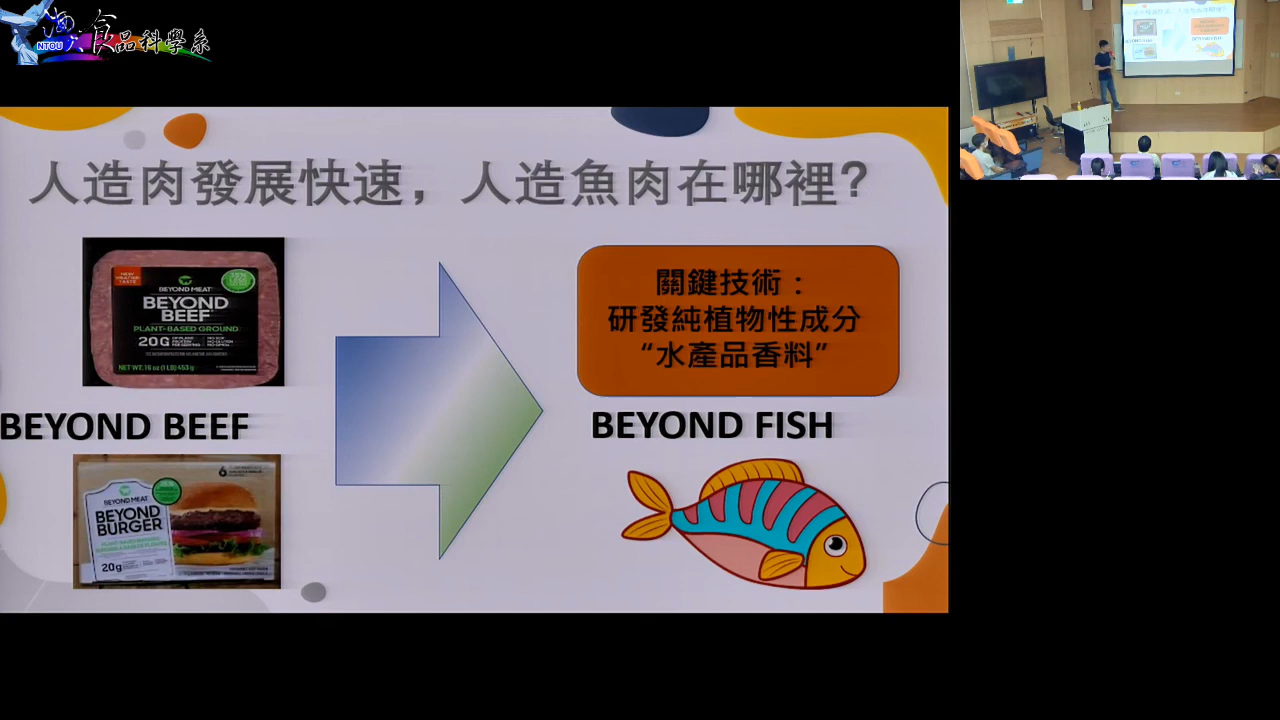 海大食品科學系
NTOU
人造肉發展快速，人造魚肉在哪裡?
BEYOND MEAT
BEYOND
BEEF
PLANT-BASED GROUND
20G
NET WT. 16 oz (1 LB) 453 g
關鍵技術：
研發純植物性成分
“水產品香料”
BEYOND BEEF
BEYOND FISH
BEYOND MEAT
BEYOND
BURGER
20g